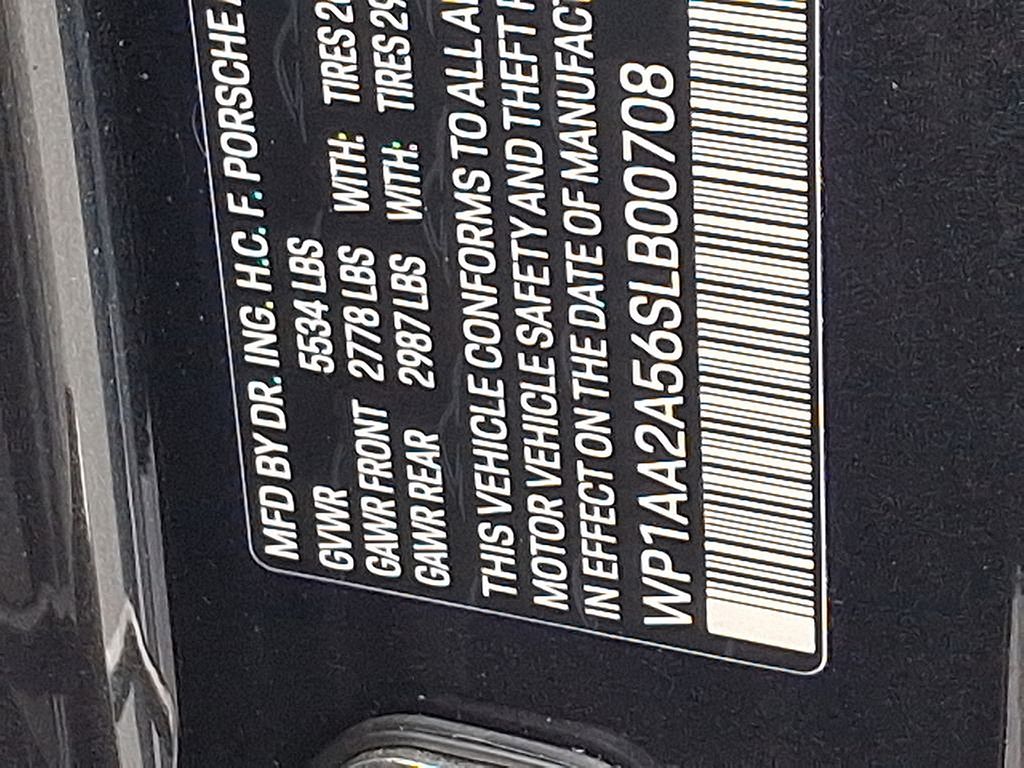 MFD BY DR. ING. H.C. F. PORSCHE
GVWR 5534 LBS WITH: TIRES
GAWR FRONT 2778 LBS WITH: TIRES
GAWR REAR 2987 LBS
THIS VEHICLE CONFORMS TO ALL
MOTOR VEHICLE SAFETY AND THEFT
IN EFFECT ON THE DATE OF MANUFACT
WP1AA2A56SLB00708